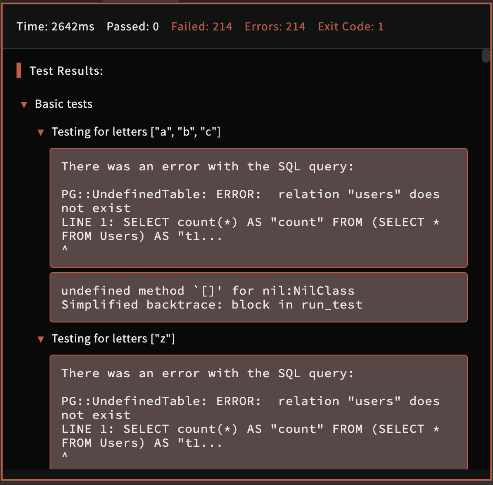 Time: 2642ms Passed: 0 Failed: 214 Errors: 214 Exit Code: 1
Test Results:
Basic tests
Testing for letters ["a", "b", "c"]
There was an error with the SQL query:
PG::UndefinedTable: ERROR:  relation "users" does
not exist
LINE 1: SELECT count(*) AS "count" FROM (SELECT *
FROM Users) AS "t1...
^
undefined method `[]' for nil:NilClass
Simplified backtrace: block in run_test
Testing for letters ["z"]
There was an error with the SQL query:
PG::UndefinedTable: ERROR:  relation "users" does
not exist
LINE 1: SELECT count(*) AS "count" FROM (SELECT *
FROM Users) AS "t1...
^